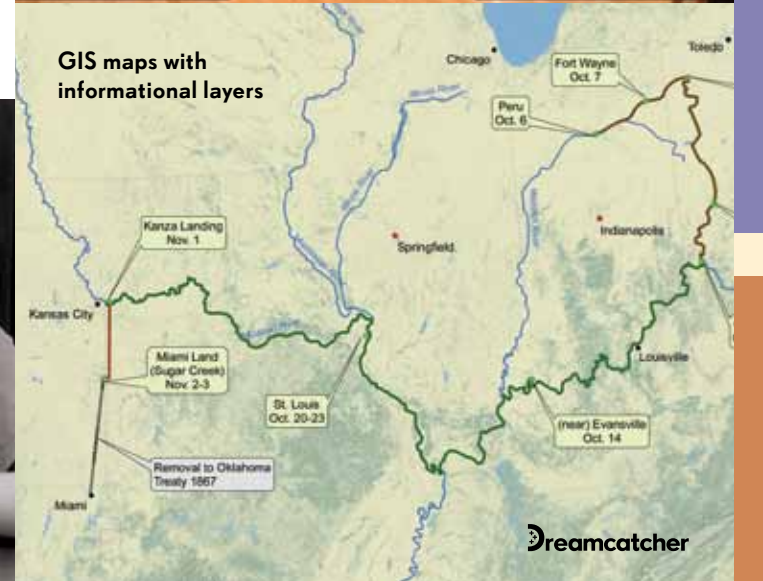 GIS maps with
informational layers
Chicago
Toledo
Fort Wayne
Oct. 7
Peru
Oct. 6
Illinois River
Kanza Landing
Nov. 1
Springfield
Indianapolis
Kansas City
Miami Land
(Sugar Creek)
Nov. 2-3
St. Louis
Oct. 20-23
Louisville
(near) Evansville
Oct. 14
Removal to Oklahoma
Treaty 1867
Miami
Dreamcatcher